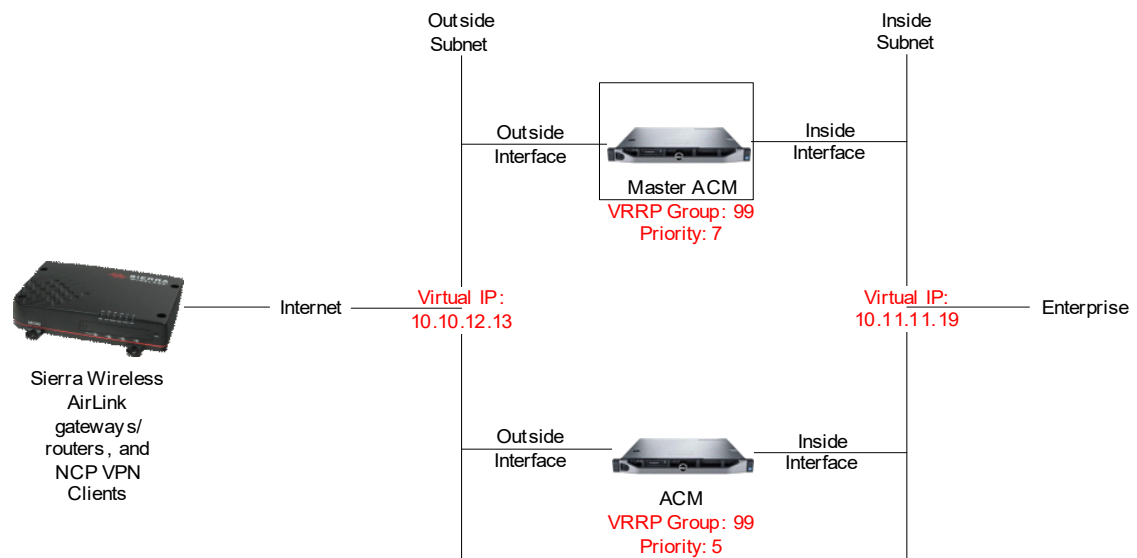 Outside
Subnet
Inside
Subnet
Outside
Interface
Inside
Interface
Master ACM
VRRP Group: 99
Priority: 7
SIERRA
Internet
Virtual IP:
10.10.12.13
Virtual IP:
10.11.11.19
Enterprise
Sierra Wireless
AirLink
gateways/
routers, and
NCP VPN
Clients
Outside
Interface
Inside
Interface
ACM
VRRP Group: 99
Priority: 5